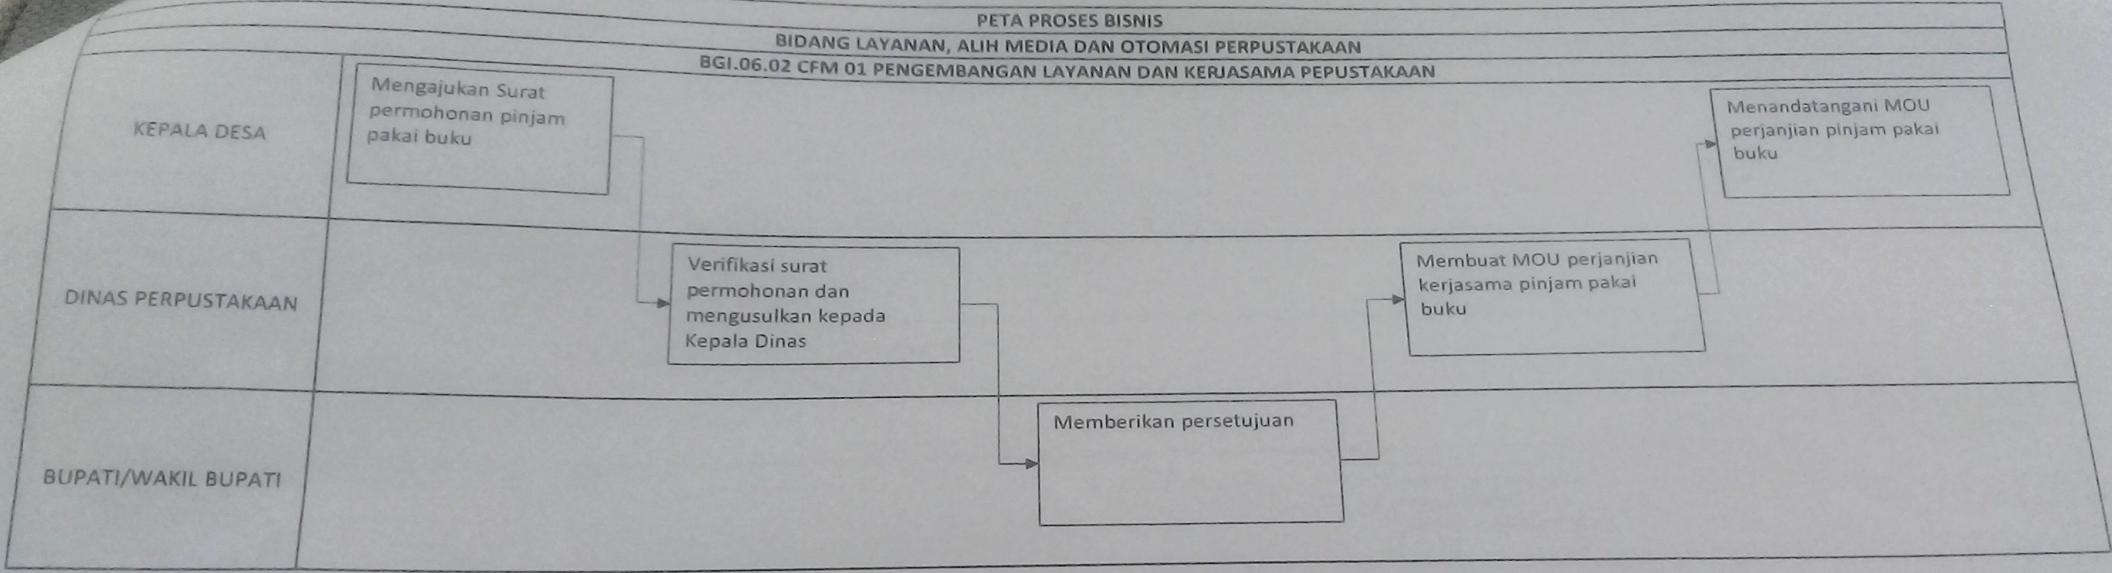 PETA PROSES BISNIS
BIDANG LAYANAN, ALIH MEDIA DAN OTOMASI PERPUSTAKAAN
BGI.06.02 CFM 01 PENGEMBANGAN LAYANAN DAN KERJASAMA PEPUSTAKAAN
KEPALA DESA
Mengajukan Surat
permohonan pinjam
pakai buku
Menandatangani MOU
perjanjian pinjam pakai
buku
DINAS PERPUSTAKAAN
Verifikasi surat
permohonan dan
mengusulkan kepada
Kepala Dinas
Membuat MOU perjanjian
kerjasama pinjam pakai
buku
BUPATI/WAKIL BUPATI
Memberikan persetujuan